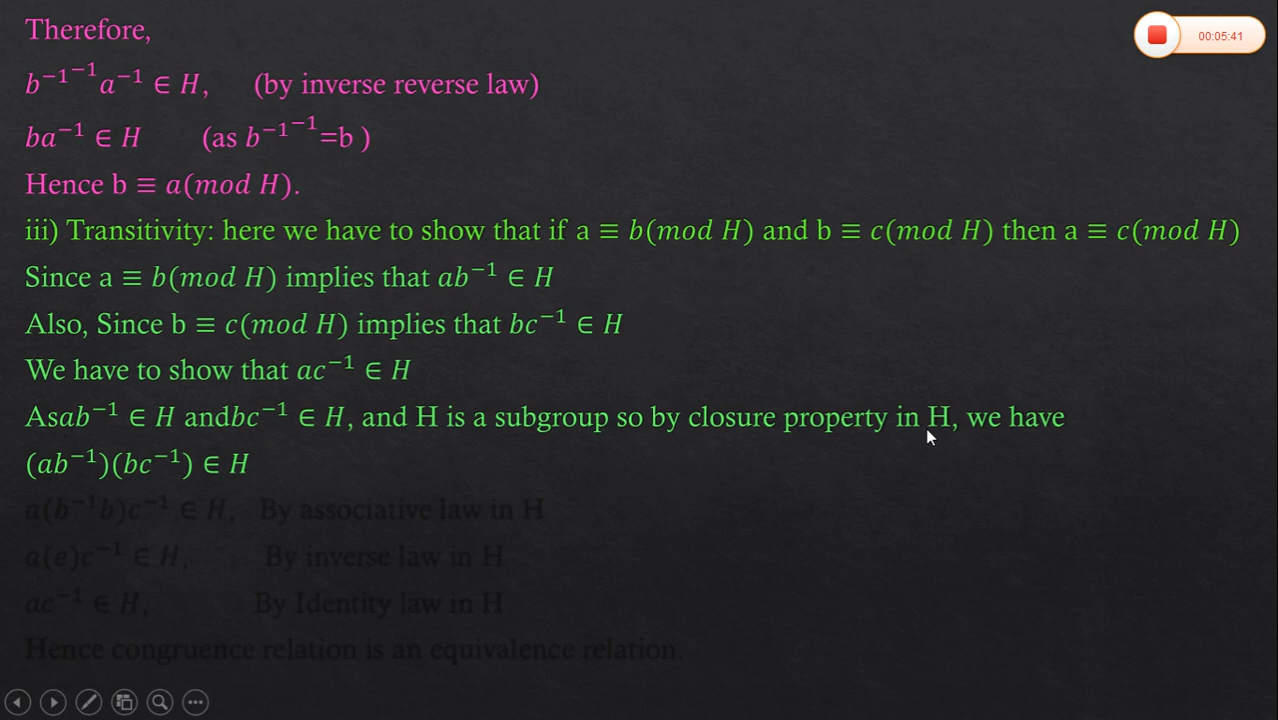 Therefore,
00:05:41
b⁻¹⁻¹a⁻¹ ∈ H, (by inverse reverse law)
ba⁻¹ ∈ H (as b⁻¹⁻¹=b )
Hence b ≡ a(mod H).
iii) Transitivity: here we have to show that if a ≡ b(mod H) and b ≡ c(mod H) then a ≡ c(mod H)
Since a ≡ b(mod H) implies that ab⁻¹ ∈ H
Also, Since b ≡ c(mod H) implies that bc⁻¹ ∈ H
We have to show that ac⁻¹ ∈ H
Asab⁻¹ ∈ H andbc⁻¹ ∈ H, and H is a subgroup so by closure property in H, we have
(ab⁻¹)(bc⁻¹) ∈ H
a(b⁻¹b)c⁻¹ ∈ H, By associative law in H
a(e)c⁻¹ ∈ H, By inverse law in H
ac⁻¹ ∈ H, By Identity law in H
Hence congruence relation is an equivalence relation.